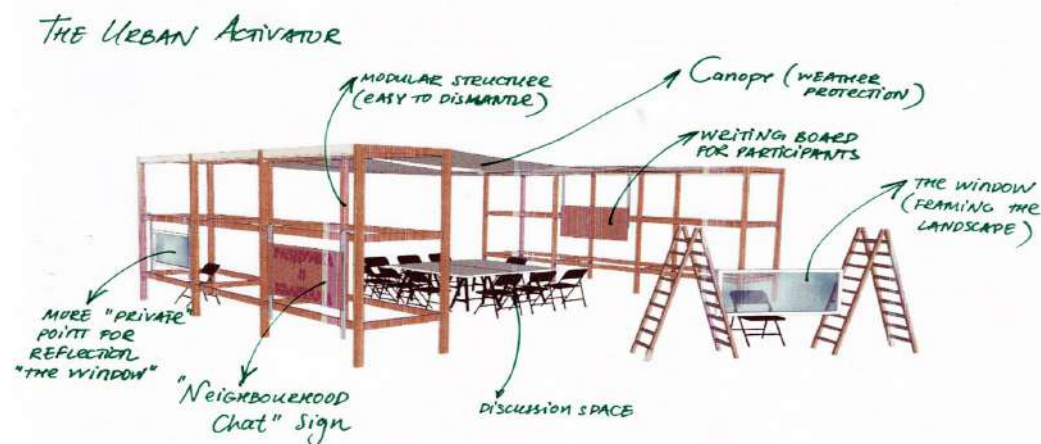 THE URBAN ACTIVATOR
MODULAR STRUCTURE
(EASY TO DISMANTLE)
Canopy (WEATHER
PROTECTION)
WRITING BOARD
FOR PARTICIPANTS
THE WINDOW
(FRAMING THE
LANDSCAPE)
MORE "PRIVATE"
POINT FOR
REFLECTION
"THE WINDOW"
"NEIGHBOURHOOD
Chat" Sign
DISCUSSION SPACE